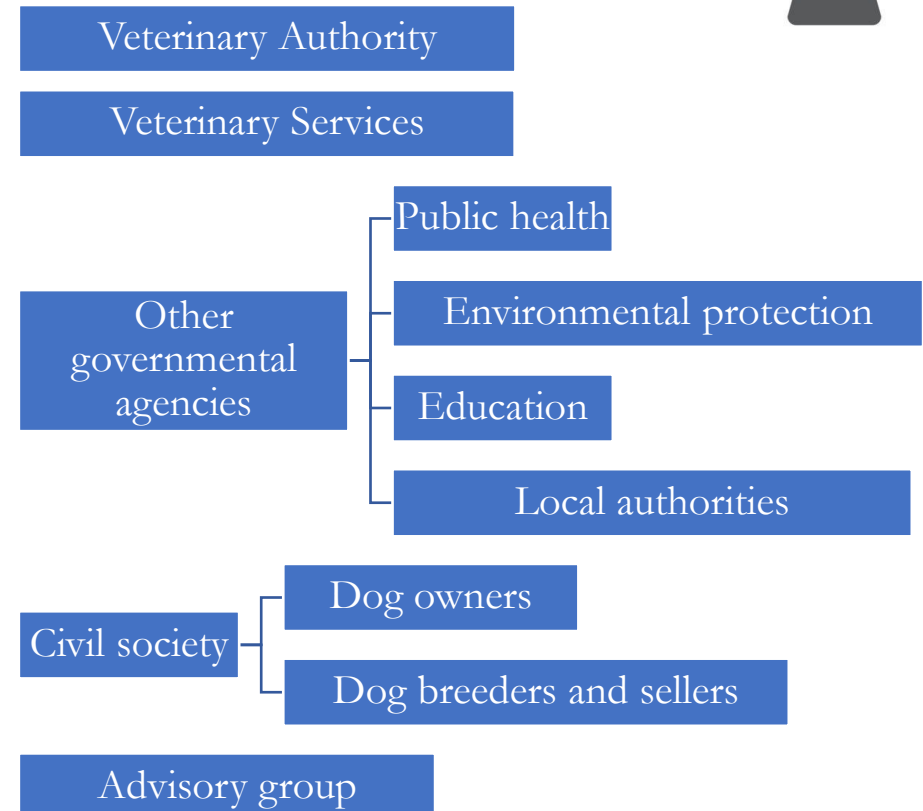 Veterinary Authority
Veterinary Services
Other
governmental
agencies
Public health
Environmental protection
Education
Local authorities
Civil society
Dog owners
Dog breeders and sellers
Advisory group